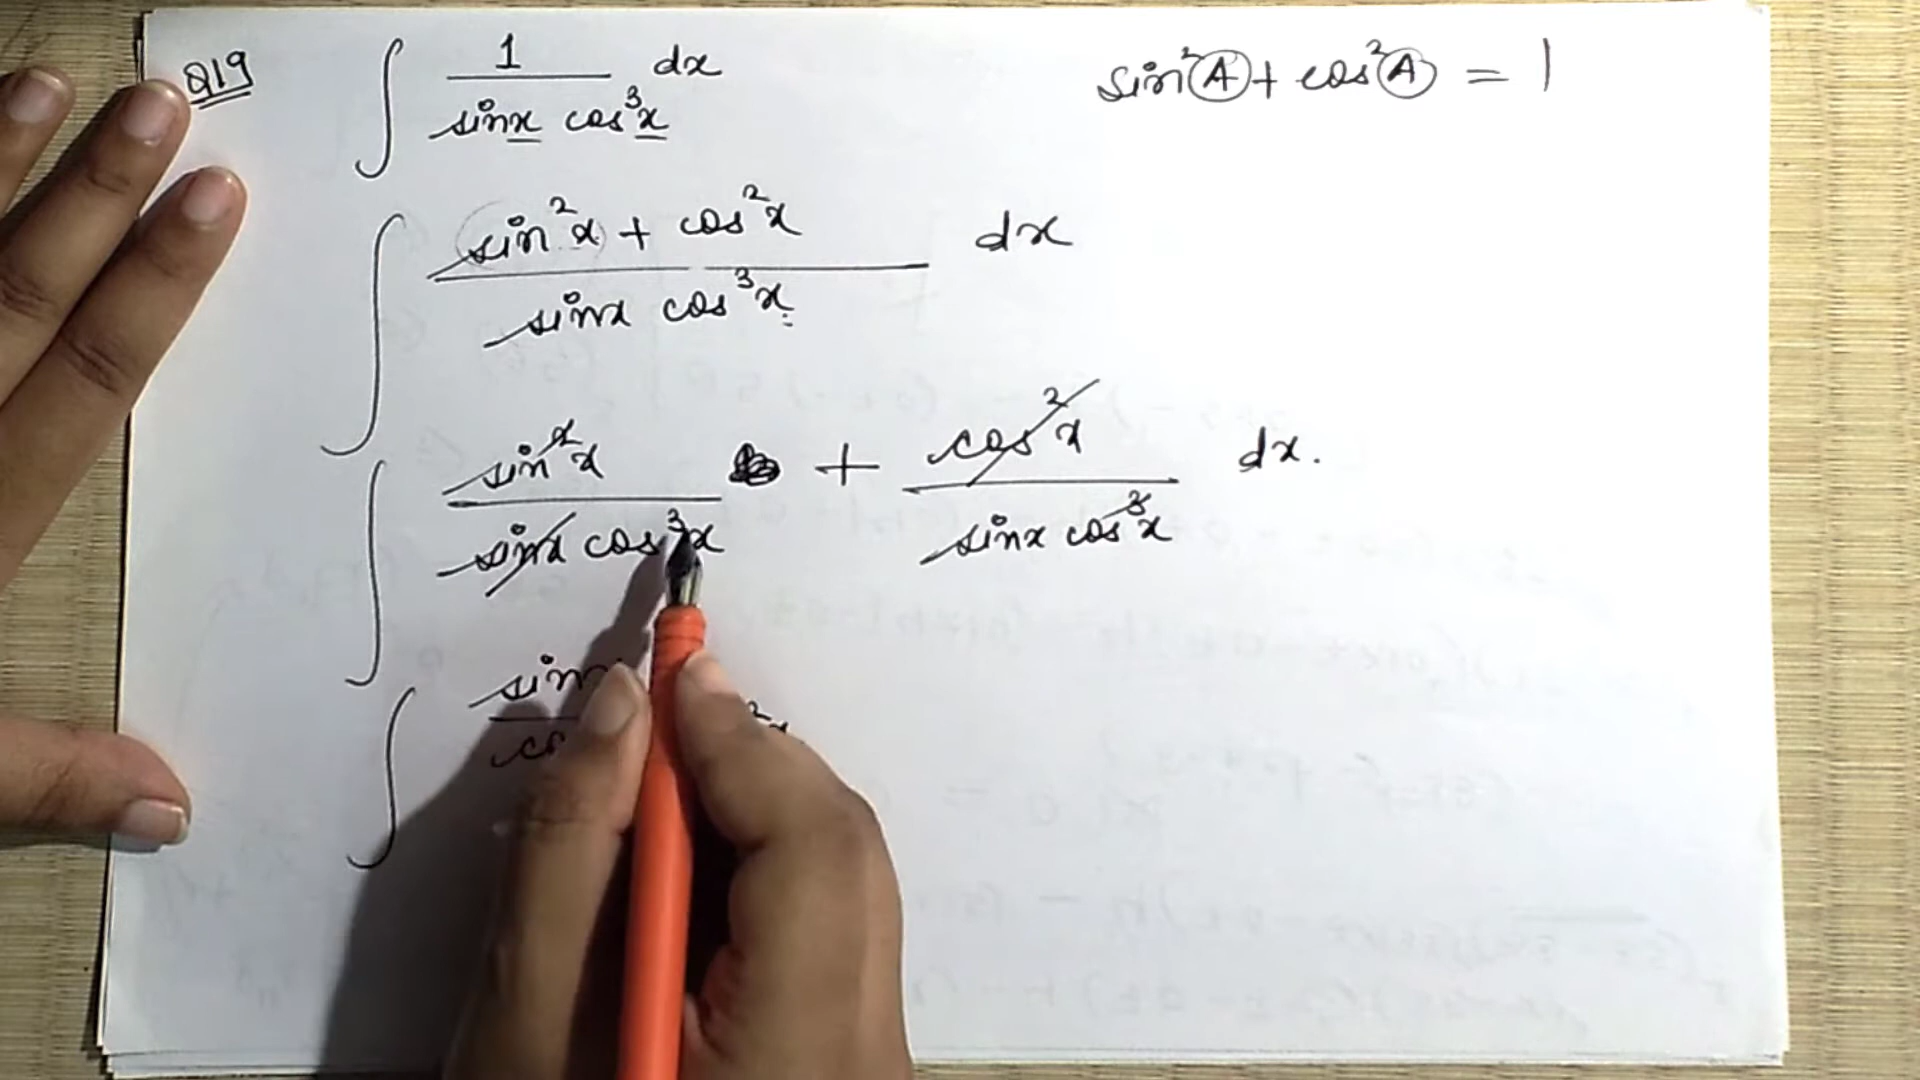 Q19 ∫ 1 / (sinx cos³x) dx
sin²A + cos²A = 1
∫ (sin²x + cos²x) / (sinx cos³x) dx
∫ sin²x / (sinx cos³x) + cos²x / (sinx cos³x) dx.
∫